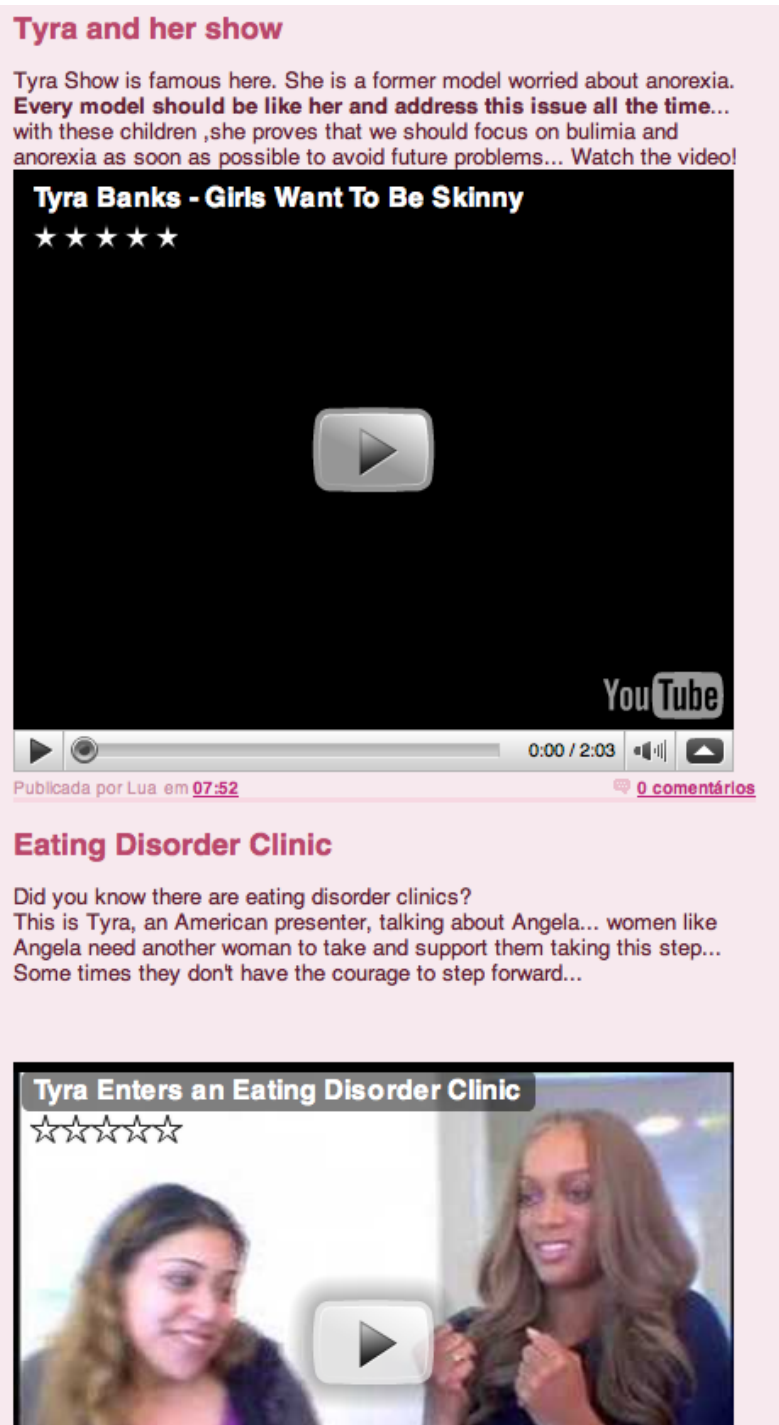 Tyra and her show
Tyra Show is famous here. She is a former model worried about anorexia.
Every model should be like her and address this issue all the time...
with these children ,she proves that we should focus on bulimia and
anorexia as soon as possible to avoid future problems... Watch the video!
Tyra Banks - Girls Want To Be Skinny
YouTube
0:00 / 2:03
Publicada por Lua em 07:52
0 comentários
Eating Disorder Clinic
Did you know there are eating disorder clinics?
This is Tyra, an American presenter, talking about Angela... women like
Angela need another woman to take and support them taking this step...
Some times they don't have the courage to step forward...
Tyra Enters an Eating Disorder Clinic